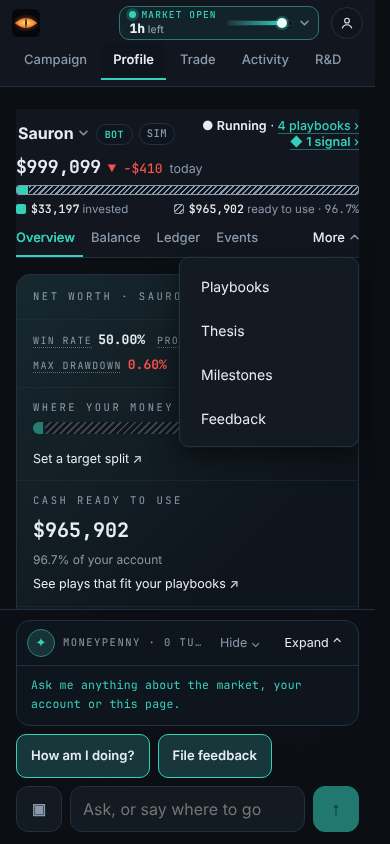 MARKET OPEN
1h left
Campaign Profile Trade Activity R&D
Sauron BOT SIM
Running · 4 playbooks ›
◆ 1 signal ›
$999,099 ▼ -$410 today
$33,197 invested $965,902 ready to use · 96.7%
Overview Balance Ledger Events More
Playbooks
Thesis
Milestones
Feedback
NET WORTH · SAURO
WIN RATE 50.00% PRO
MAX DRAWDOWN 0.60%
WHERE YOUR MONEY
Set a target split ↗
CASH READY TO USE
$965,902
96.7% of your account
See plays that fit your playbooks ↗
MONEYPENNY · 0 TU… Hide Expand
Ask me anything about the market, your
account or this page.
How am I doing? File feedback
Ask, or say where to go